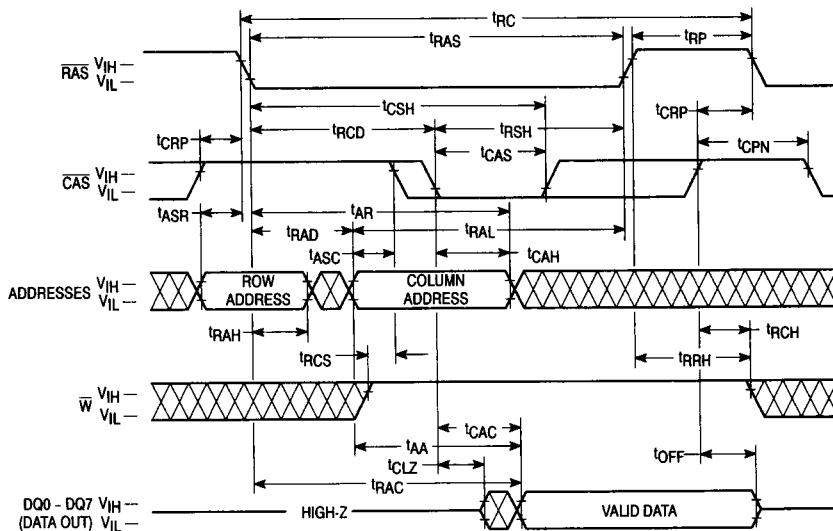 tRC
tRAS
tRP
RAS VIH
VIL
tCSH
tCRP
tRCD
tRSH
tCRP
tCAS
tCPN
CAS VIH
VIL
tASR
tAR
tRAD
tRAL
tASC
tCAH
ADDRESSES VIH
VIL
ROW
ADDRESS
COLUMN
ADDRESS
tRAH
tRCH
tRCS
tRRH
W VIH
VIL
tCAC
tAA
tCLZ
tOFF
tRAC
DQ0 – DQ7 VIH
(DATA OUT) VIL
HIGH-Z
VALID DATA